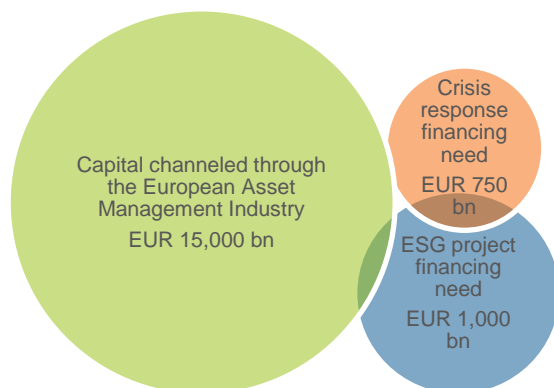 Capital channeled through
the European Asset
Management Industry
EUR 15,000 bn
Crisis
response
financing
need
EUR 750
bn
ESG project
financing
need
EUR 1,000
bn